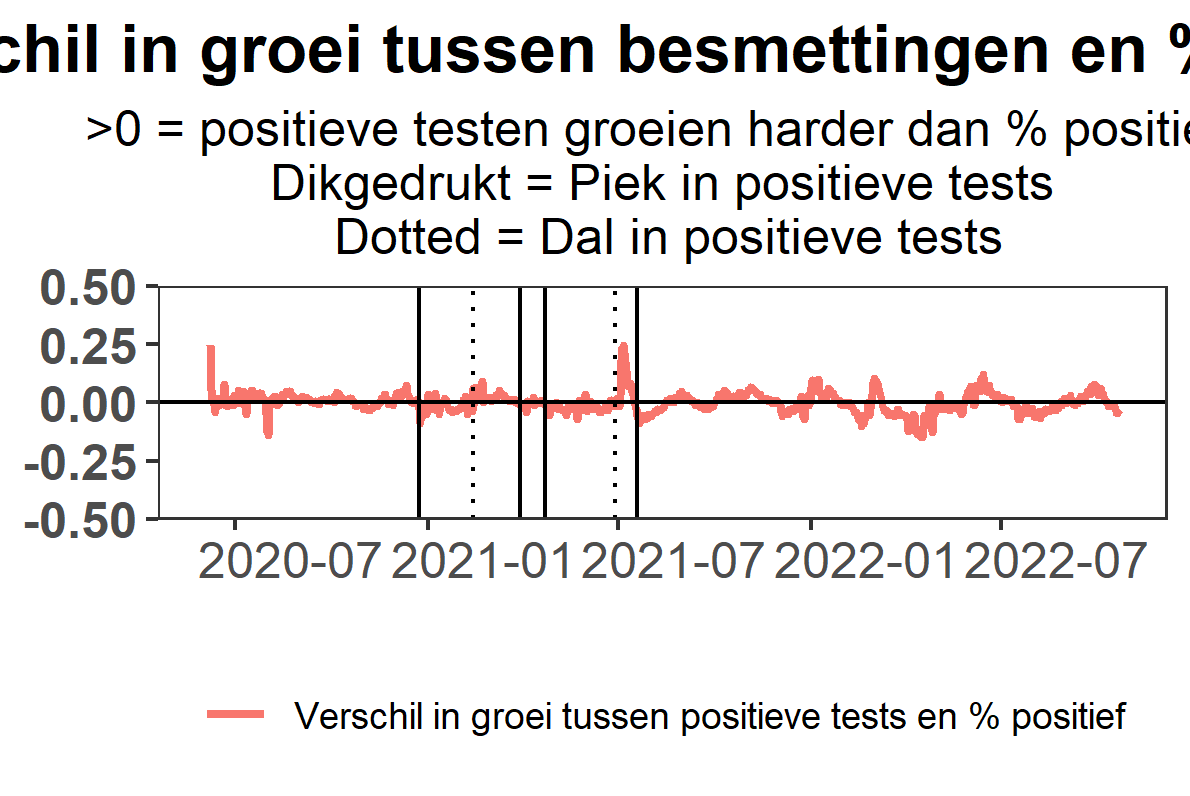 chil in groei tussen besmettingen en %
>0 = positieve testen groeien harder dan % positie
Dikgedrukt = Piek in positieve tests
Dotted = Dal in positieve tests
0.50
0.25
0.00
-0.25
-0.50
2020-07 2021-01 2021-07 2022-01 2022-07
Verschil in groei tussen positieve tests en % positief